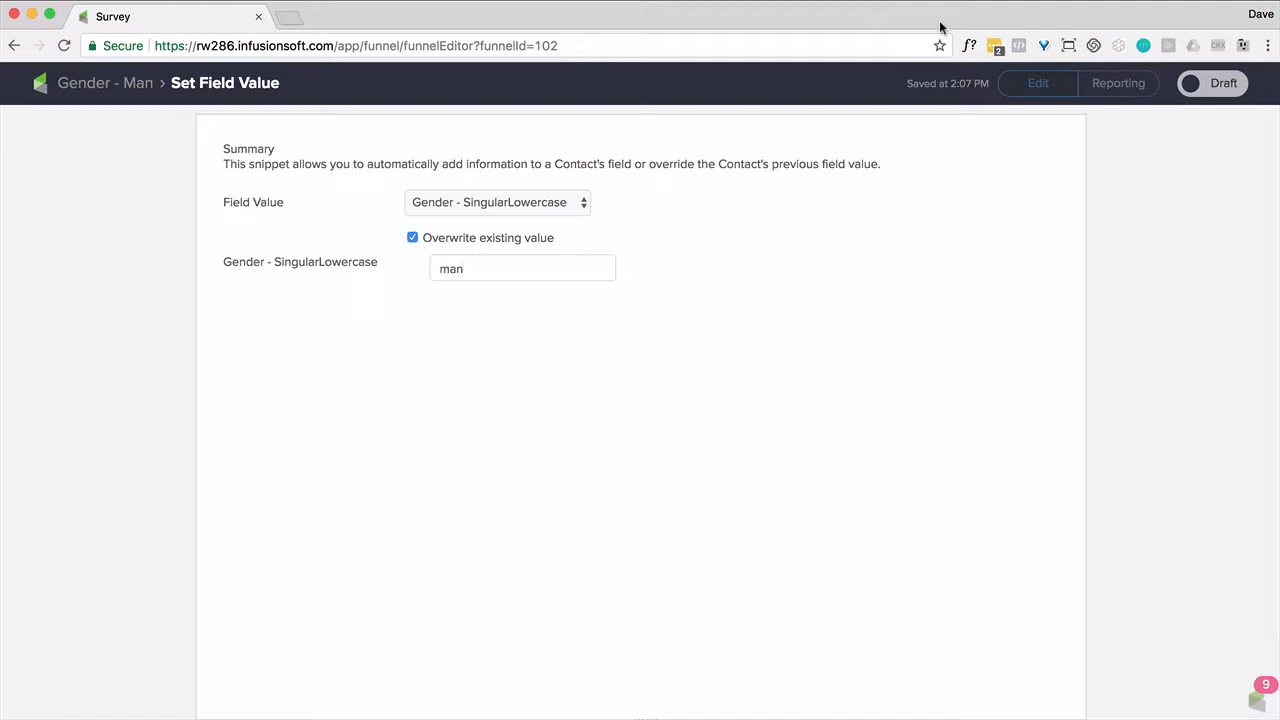 Survey
Dave
Secure https://rw286.infusionsoft.com/app/funnel/funnelEditor?funnelId=102
f?
2
CRX
Gender - Man › Set Field Value
Saved at 2:07 PM
Edit
Reporting
Draft
Summary
This snippet allows you to automatically add information to a Contact's field or override the Contact's previous field value.
Field Value
Gender - SingularLowercase
Overwrite existing value
Gender - SingularLowercase
man
9